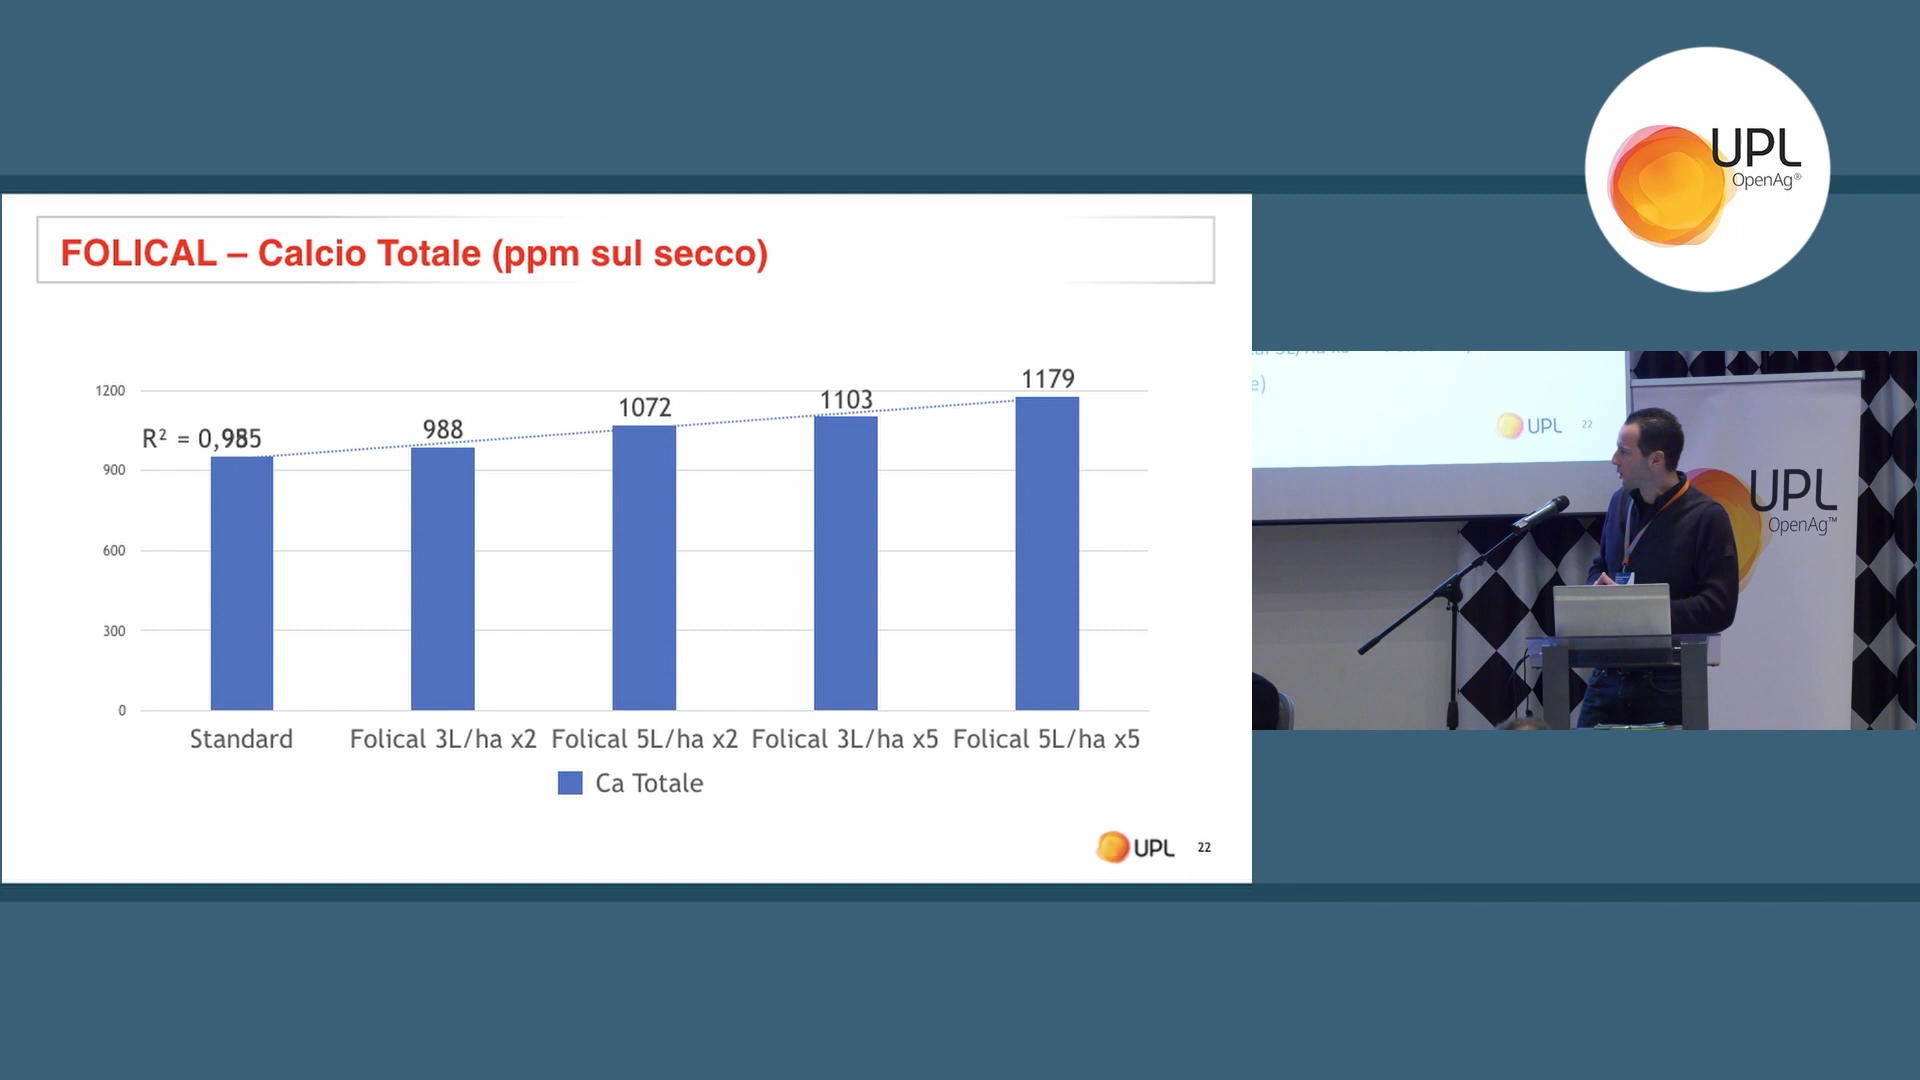 UPL
OpenAg®
FOLICAL – Calcio Totale (ppm sul secco)
1200
900
600
300
0
R² = 0,985
988
1072
1103
1179
Standard
Folical 3L/ha x2
Folical 5L/ha x2
Folical 3L/ha x5
Folical 5L/ha x5
Ca Totale
UPL
22
UPL
22
UPL
OpenAg™